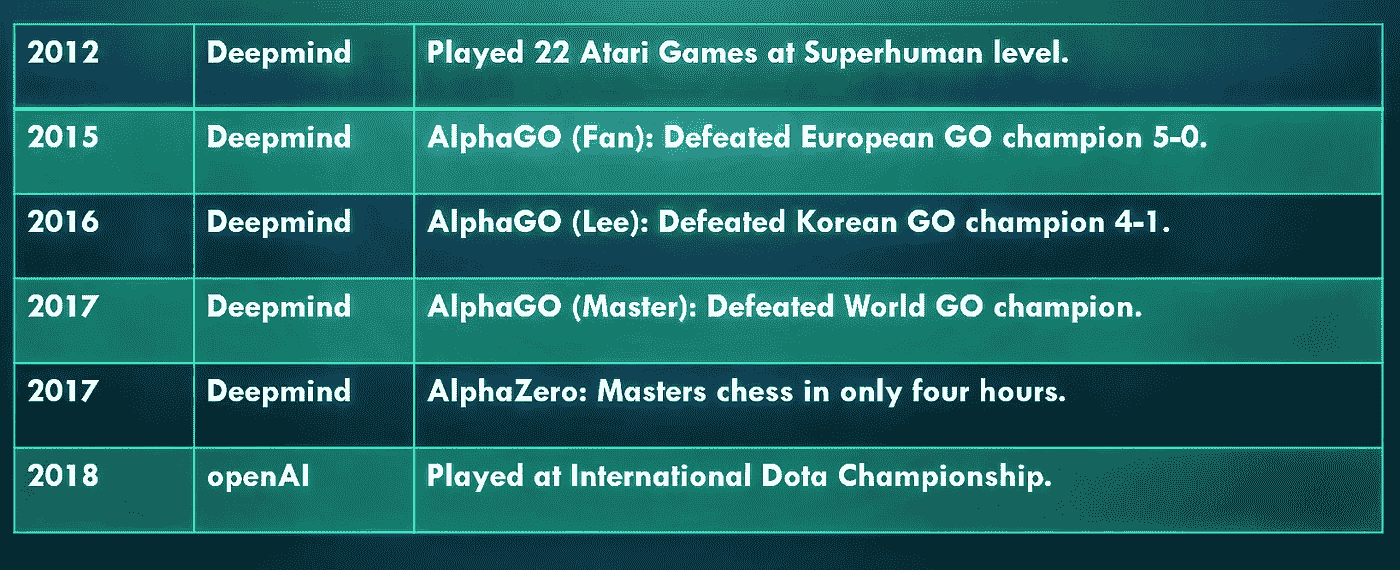 2012 Deepmind Played 22 Atari Games at Superhuman level.
2015 Deepmind AlphaGO (Fan): Defeated European GO champion 5-0.
2016 Deepmind AlphaGO (Lee): Defeated Korean GO champion 4-1.
2017 Deepmind AlphaGO (Master): Defeated World GO champion.
2017 Deepmind AlphaZero: Masters chess in only four hours.
2018 openAI Played at International Dota Championship.